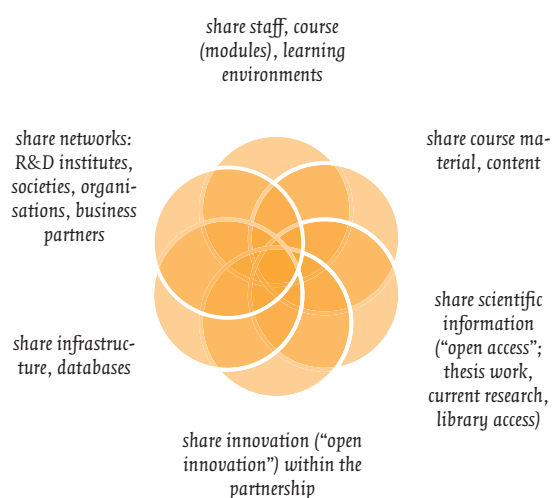 share staff, course
(modules), learning
environments
share networks:
R&D institutes,
societies, organi-
sations, business
partners
share course ma-
terial, content
share scientific
information
("open access";
thesis work,
current research,
library access)
share infrastruc-
ture, databases
share innovation ("open
innovation") within the
partnership